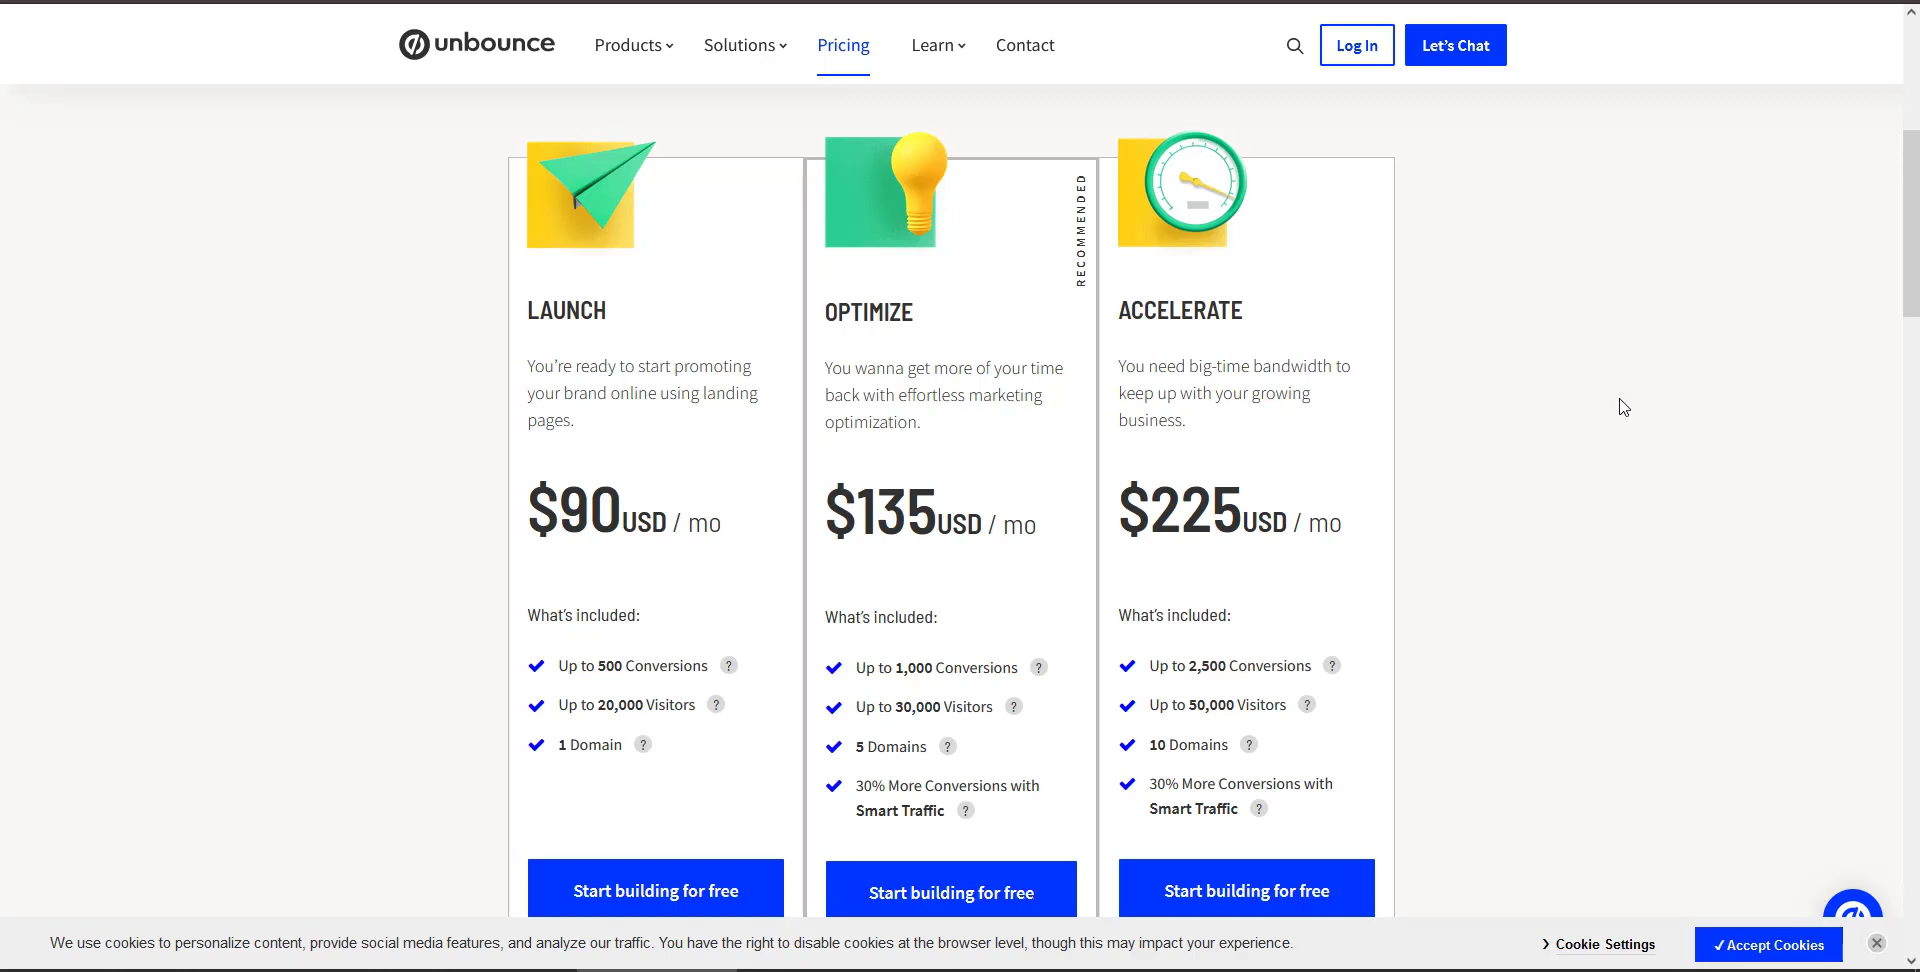 unbounce
Products
Solutions
Pricing
Learn
Contact
Log In
Let's Chat
RECOMMENDED
LAUNCH
You're ready to start promoting
your brand online using landing
pages.
$90USD / mo
What's included:
Up to 500 Conversions ?
Up to 20,000 Visitors ?
1 Domain ?
Start building for free
OPTIMIZE
You wanna get more of your time
back with effortless marketing
optimization.
$135USD / mo
What's included:
Up to 1,000 Conversions ?
Up to 30,000 Visitors ?
5 Domains ?
30% More Conversions with
Smart Traffic ?
Start building for free
ACCELERATE
You need big-time bandwidth to
keep up with your growing
business.
$225USD / mo
What's included:
Up to 2,500 Conversions ?
Up to 50,000 Visitors ?
10 Domains ?
30% More Conversions with
Smart Traffic ?
Start building for free
We use cookies to personalize content, provide social media features, and analyze our traffic. You have the right to disable cookies at the browser level, though this may impact your experience.
Cookie Settings
✓Accept Cookies